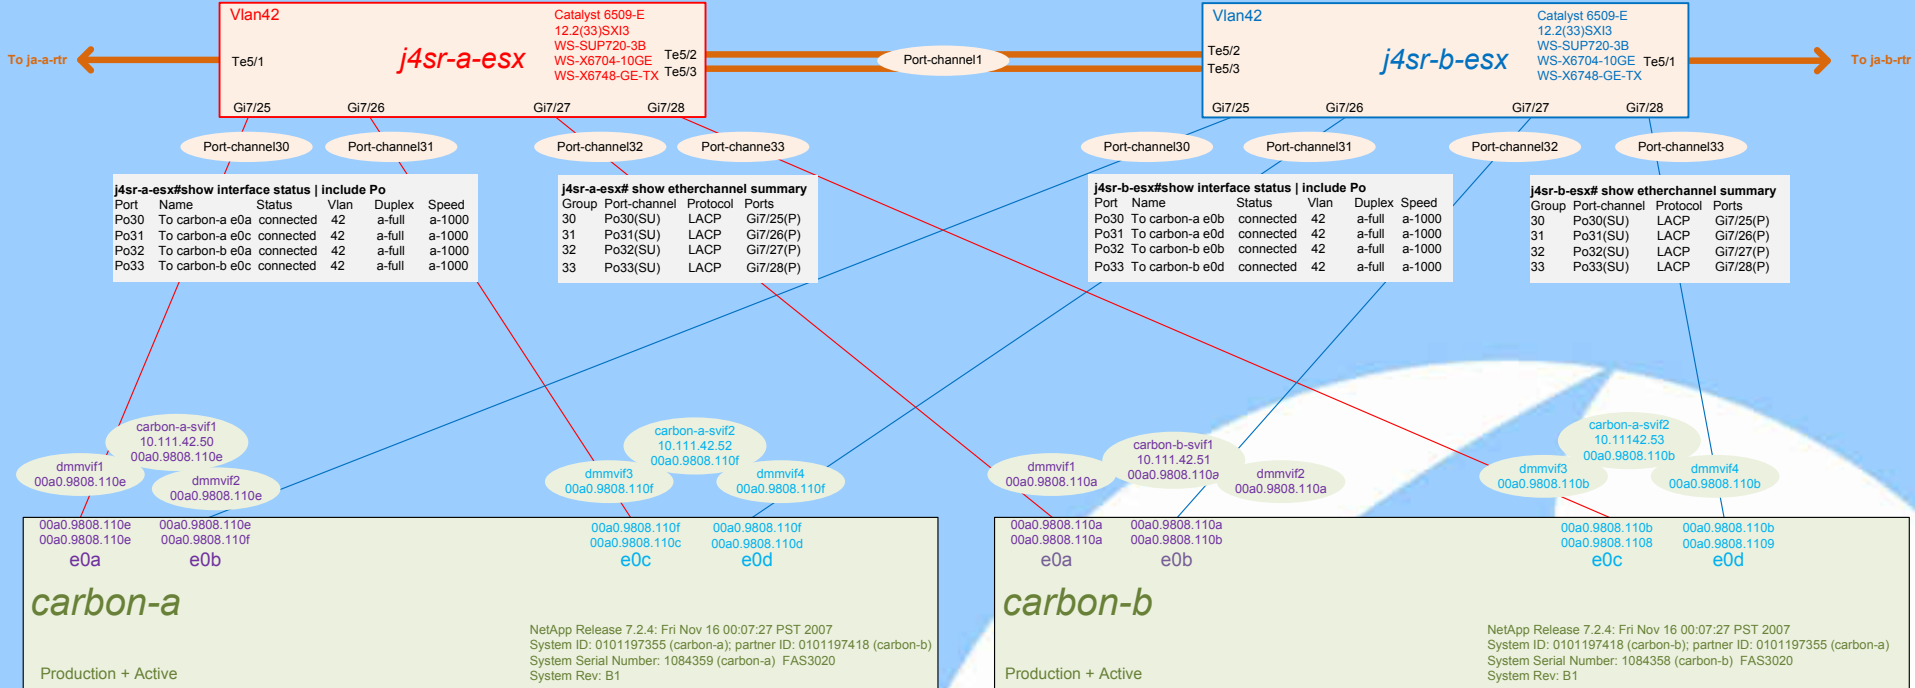 Vlan42
Catalyst 6509-E
12.2(33)SXI3
WS-SUP720-3B
WS-X6704-10GE
WS-X6748-GE-TX
j4sr-a-esx
To ja-a-rtr
Te5/1
Te5/2
Te5/3
Gi7/25
Gi7/26
Gi7/27
Gi7/28
Port-channel1
Vlan42
Catalyst 6509-E
12.2(33)SXI3
WS-SUP720-3B
WS-X6704-10GE
WS-X6748-GE-TX
j4sr-b-esx
Te5/2
Te5/3
Te5/1
To ja-b-rtr
Gi7/25
Gi7/26
Gi7/27
Gi7/28
Port-channel30
Port-channel31
Port-channel32
Port-channe33
Port-channel30
Port-channel31
Port-channel32
Port-channel33
j4sr-a-esx#show interface status | include Po
Port Name Status Vlan Duplex Speed
Po30 To carbon-a e0a connected 42 a-full a-1000
Po31 To carbon-a e0c connected 42 a-full a-1000
Po32 To carbon-b e0a connected 42 a-full a-1000
Po33 To carbon-b e0c connected 42 a-full a-1000
j4sr-a-esx# show etherchannel summary
Group Port-channel Protocol Ports
30 Po30(SU) LACP Gi7/25(P)
31 Po31(SU) LACP Gi7/26(P)
32 Po32(SU) LACP Gi7/27(P)
33 Po33(SU) LACP Gi7/28(P)
j4sr-b-esx#show interface status | include Po
Port Name Status Vlan Duplex Speed
Po30 To carbon-a e0b connected 42 a-full a-1000
Po31 To carbon-a e0d connected 42 a-full a-1000
Po32 To carbon-b e0b connected 42 a-full a-1000
Po33 To carbon-b e0d connected 42 a-full a-1000
j4sr-b-esx# show etherchannel summary
Group Port-channel Protocol Ports
30 Po30(SU) LACP Gi7/25(P)
31 Po31(SU) LACP Gi7/26(P)
32 Po32(SU) LACP Gi7/27(P)
33 Po33(SU) LACP Gi7/28(P)
carbon-a-svif1
10.111.42.50
00a0.9808.110e
dmmvif1
00a0.9808.110e
dmmvif2
00a0.9808.110e
carbon-a-svif2
10.111.42.52
00a0.9808.110f
dmmvif3
00a0.9808.110f
dmmvif4
00a0.9808.110f
carbon-b-svif1
10.111.42.51
00a0.9808.110a
dmmvif1
00a0.9808.110a
dmmvif2
00a0.9808.110a
carbon-a-svif2
10.11142.53
00a0.9808.110b
dmmvif3
00a0.9808.110b
dmmvif4
00a0.9808.110b
00a0.9808.110e
00a0.9808.110e
e0a
00a0.9808.110e
00a0.9808.110f
e0b
00a0.9808.110f
00a0.9808.110c
e0c
00a0.9808.110f
00a0.9808.110d
e0d
carbon-a
NetApp Release 7.2.4: Fri Nov 16 00:07:27 PST 2007
System ID: 0101197355 (carbon-a); partner ID: 0101197418 (carbon-b)
System Serial Number: 1084359 (carbon-a) FAS3020
System Rev: B1
Production + Active
00a0.9808.110a
00a0.9808.110a
e0a
00a0.9808.110a
00a0.9808.110b
e0b
00a0.9808.110b
00a0.9808.1108
e0c
00a0.9808.110b
00a0.9808.1109
e0d
carbon-b
NetApp Release 7.2.4: Fri Nov 16 00:07:27 PST 2007
System ID: 0101197418 (carbon-b); partner ID: 0101197355 (carbon-a)
System Serial Number: 1084358 (carbon-b) FAS3020
System Rev: B1
Production + Active